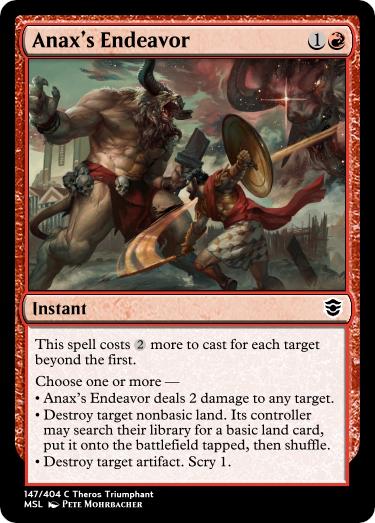 Anax's Endeavor 1
Instant
This spell costs 2 more to cast for each target
beyond the first.
Choose one or more —
• Anax's Endeavor deals 2 damage to any target.
• Destroy target nonbasic land. Its controller
may search their library for a basic land card,
put it onto the battlefield tapped, then shuffle.
• Destroy target artifact. Scry 1.
147/404 C Theros Triumphant
MSL Pete Mohrbacher